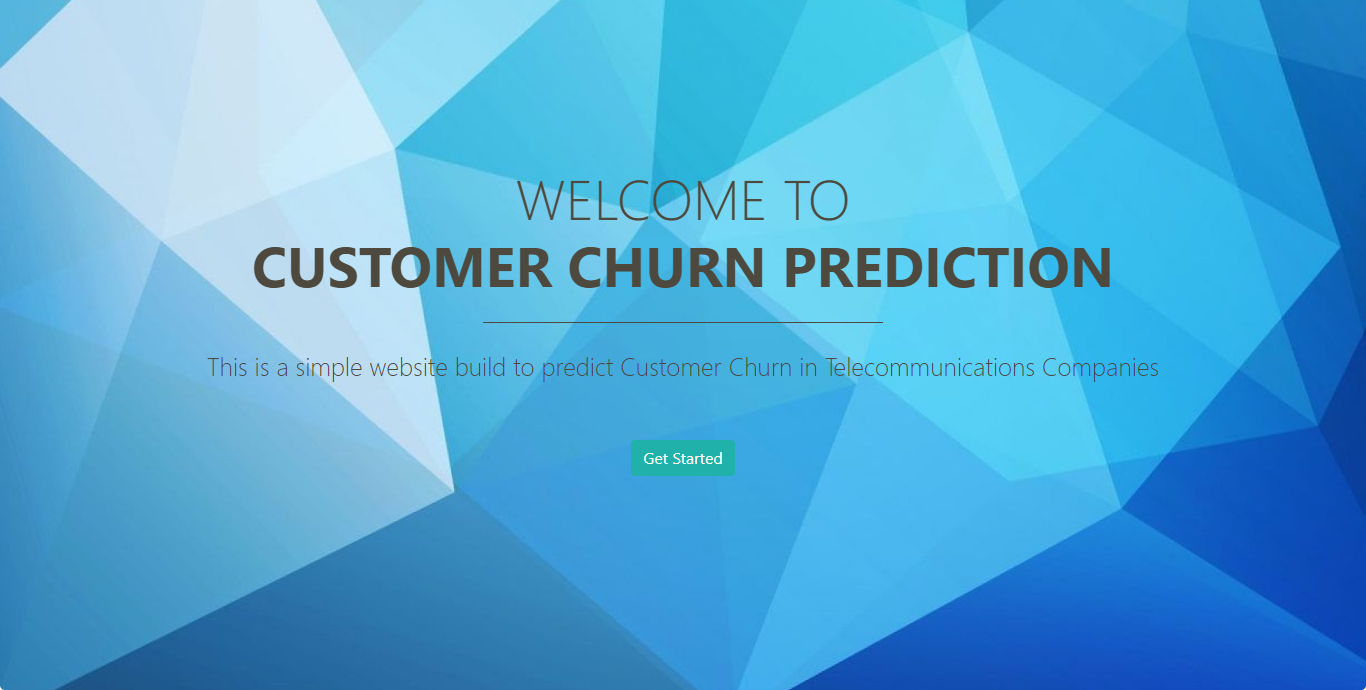 WELCOME TO
CUSTOMER CHURN PREDICTION
This is a simple website build to predict Customer Churn in Telecommunications Companies
Get Started